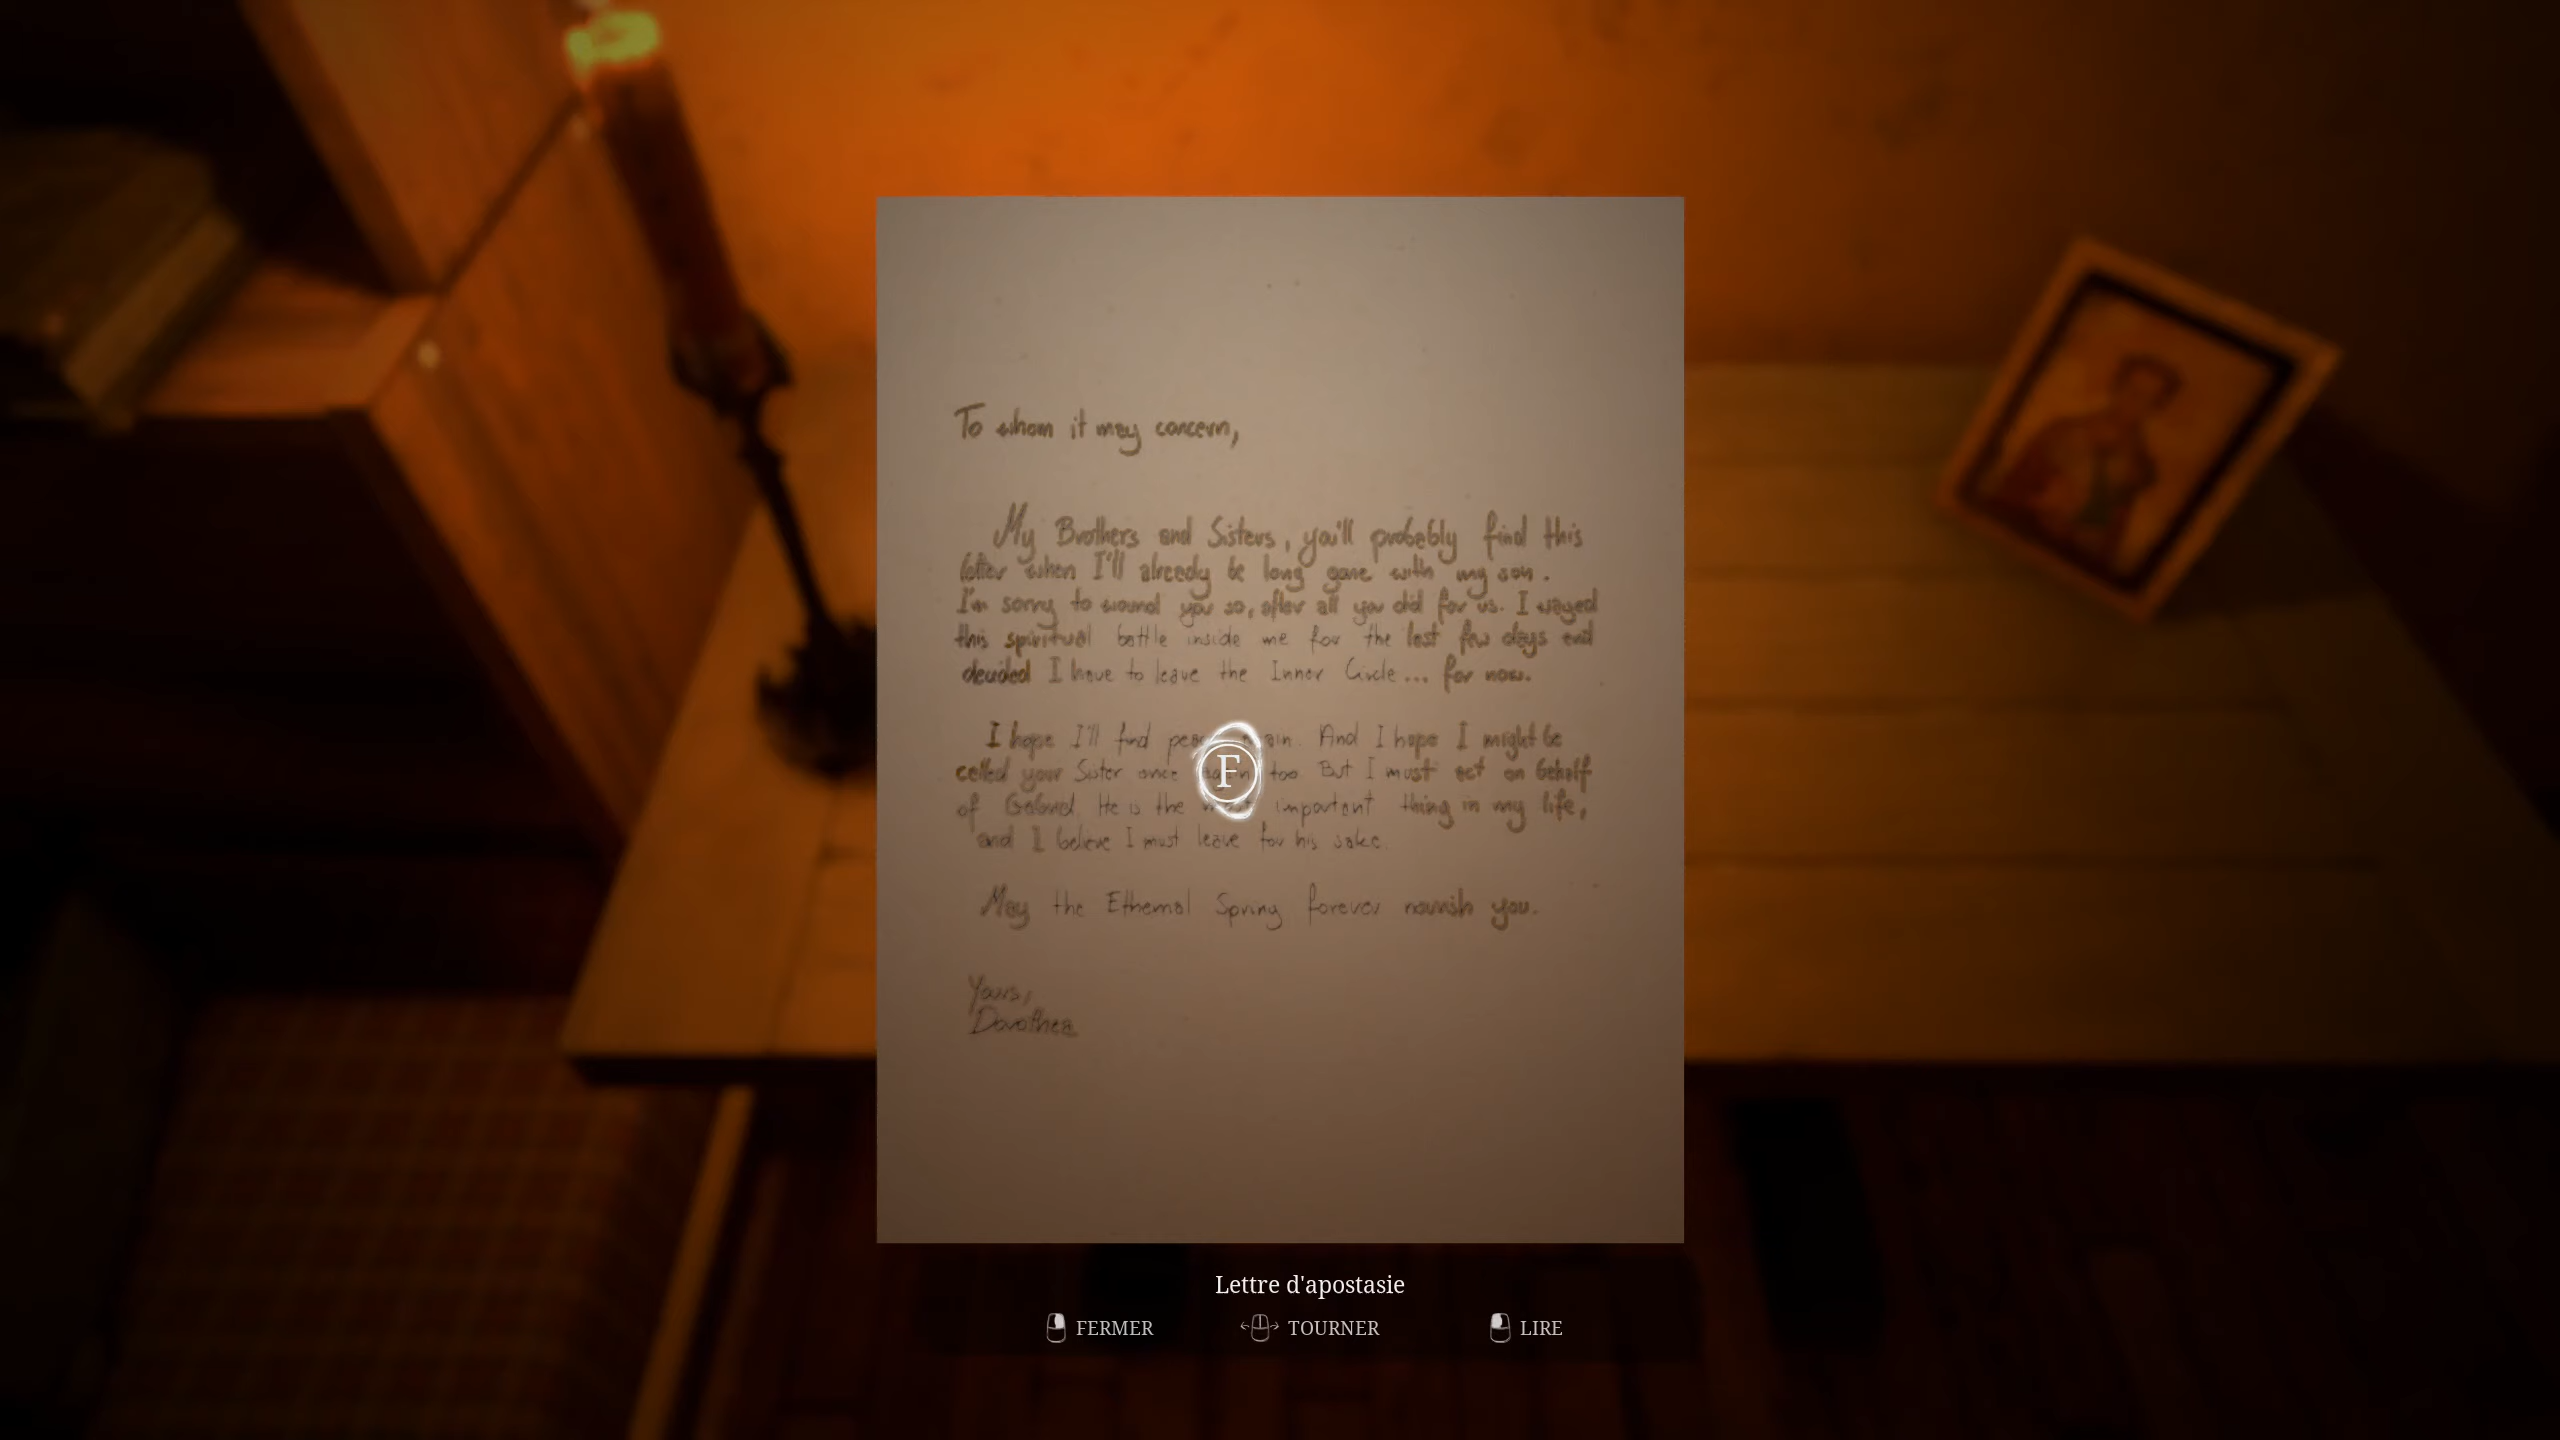 To whom it may concern,
My Brothers and Sisters, you'll probably find this
letter when I'll already be long gone with my son.
I'm sorry to wound you so, after all you did for us. I waged
this spiritual battle inside me for the last few days and
decided I have to leave the Inner Circle... for now.
I hope I'll find peace again. And I hope I might be
called your Sister once again too. But I must act on behalf
of Gabriel. He is the most important thing in my life,
and I believe I must leave for his sake.
May the Ethernal Spring forever nourish you.
Yours,
Dorothea
F
Lettre d'apostasie
FERMER TOURNER LIRE